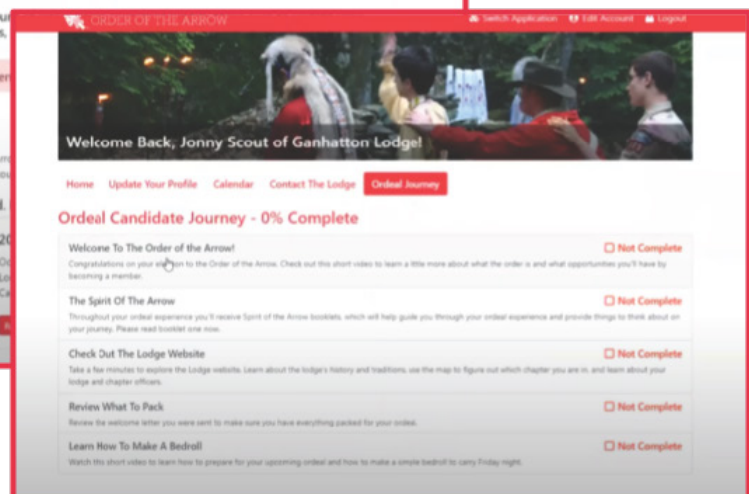 ORDER OF THE ARROW
Switch Application Edit Account Logout
Welcome Back, Jonny Scout of Ganhatton Lodge!
Home Update Your Profile Calendar Contact The Lodge Ordeal Journey
Ordeal Candidate Journey - 0% Complete
Welcome To The Order of the Arrow! Not Complete
Congratulations on your election to the Order of the Arrow. Check out this short video to learn a little more about what the order is and what opportunities you'll have by
becoming a member.
The Spirit Of The Arrow Not Complete
Throughout your ordeal experience you'll receive Spirit of the Arrow booklets, which will help guide you through your ordeal experience and provide things to think about on
your journey. Please read booklet one now.
Check Out The Lodge Website Not Complete
Take a few minutes to explore the Lodge website. Learn about the lodge's history and traditions, use the map to figure out which chapter you are in, and learn about your
lodge and chapter officers.
Review What To Pack Not Complete
Review the welcome letter you were sent to make sure you have everything packed for your ordeal.
Learn How To Make A Bedroll Not Complete
Watch this short video to learn how to prepare for your upcoming ordeal and how to make a simple bedroll to carry Friday night.